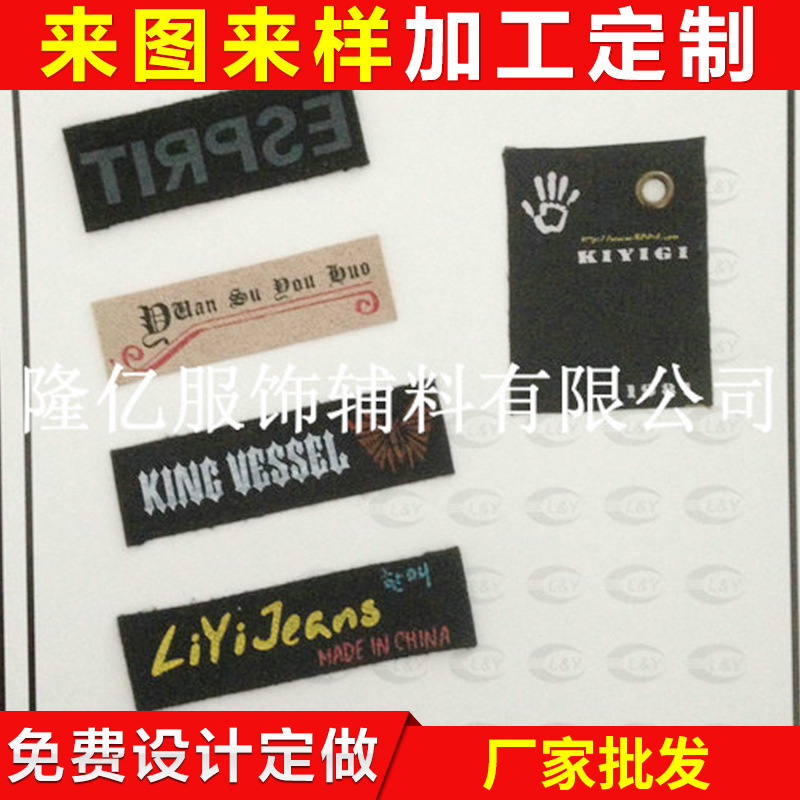 来图来样加工定制
ESPRIT
KIYIGI
Yuan Su You Huo
隆亿服饰辅料有限公司
KING VESSEL
LiYiJeans
MADE IN CHINA
L&Y
免费设计定做
厂家批发